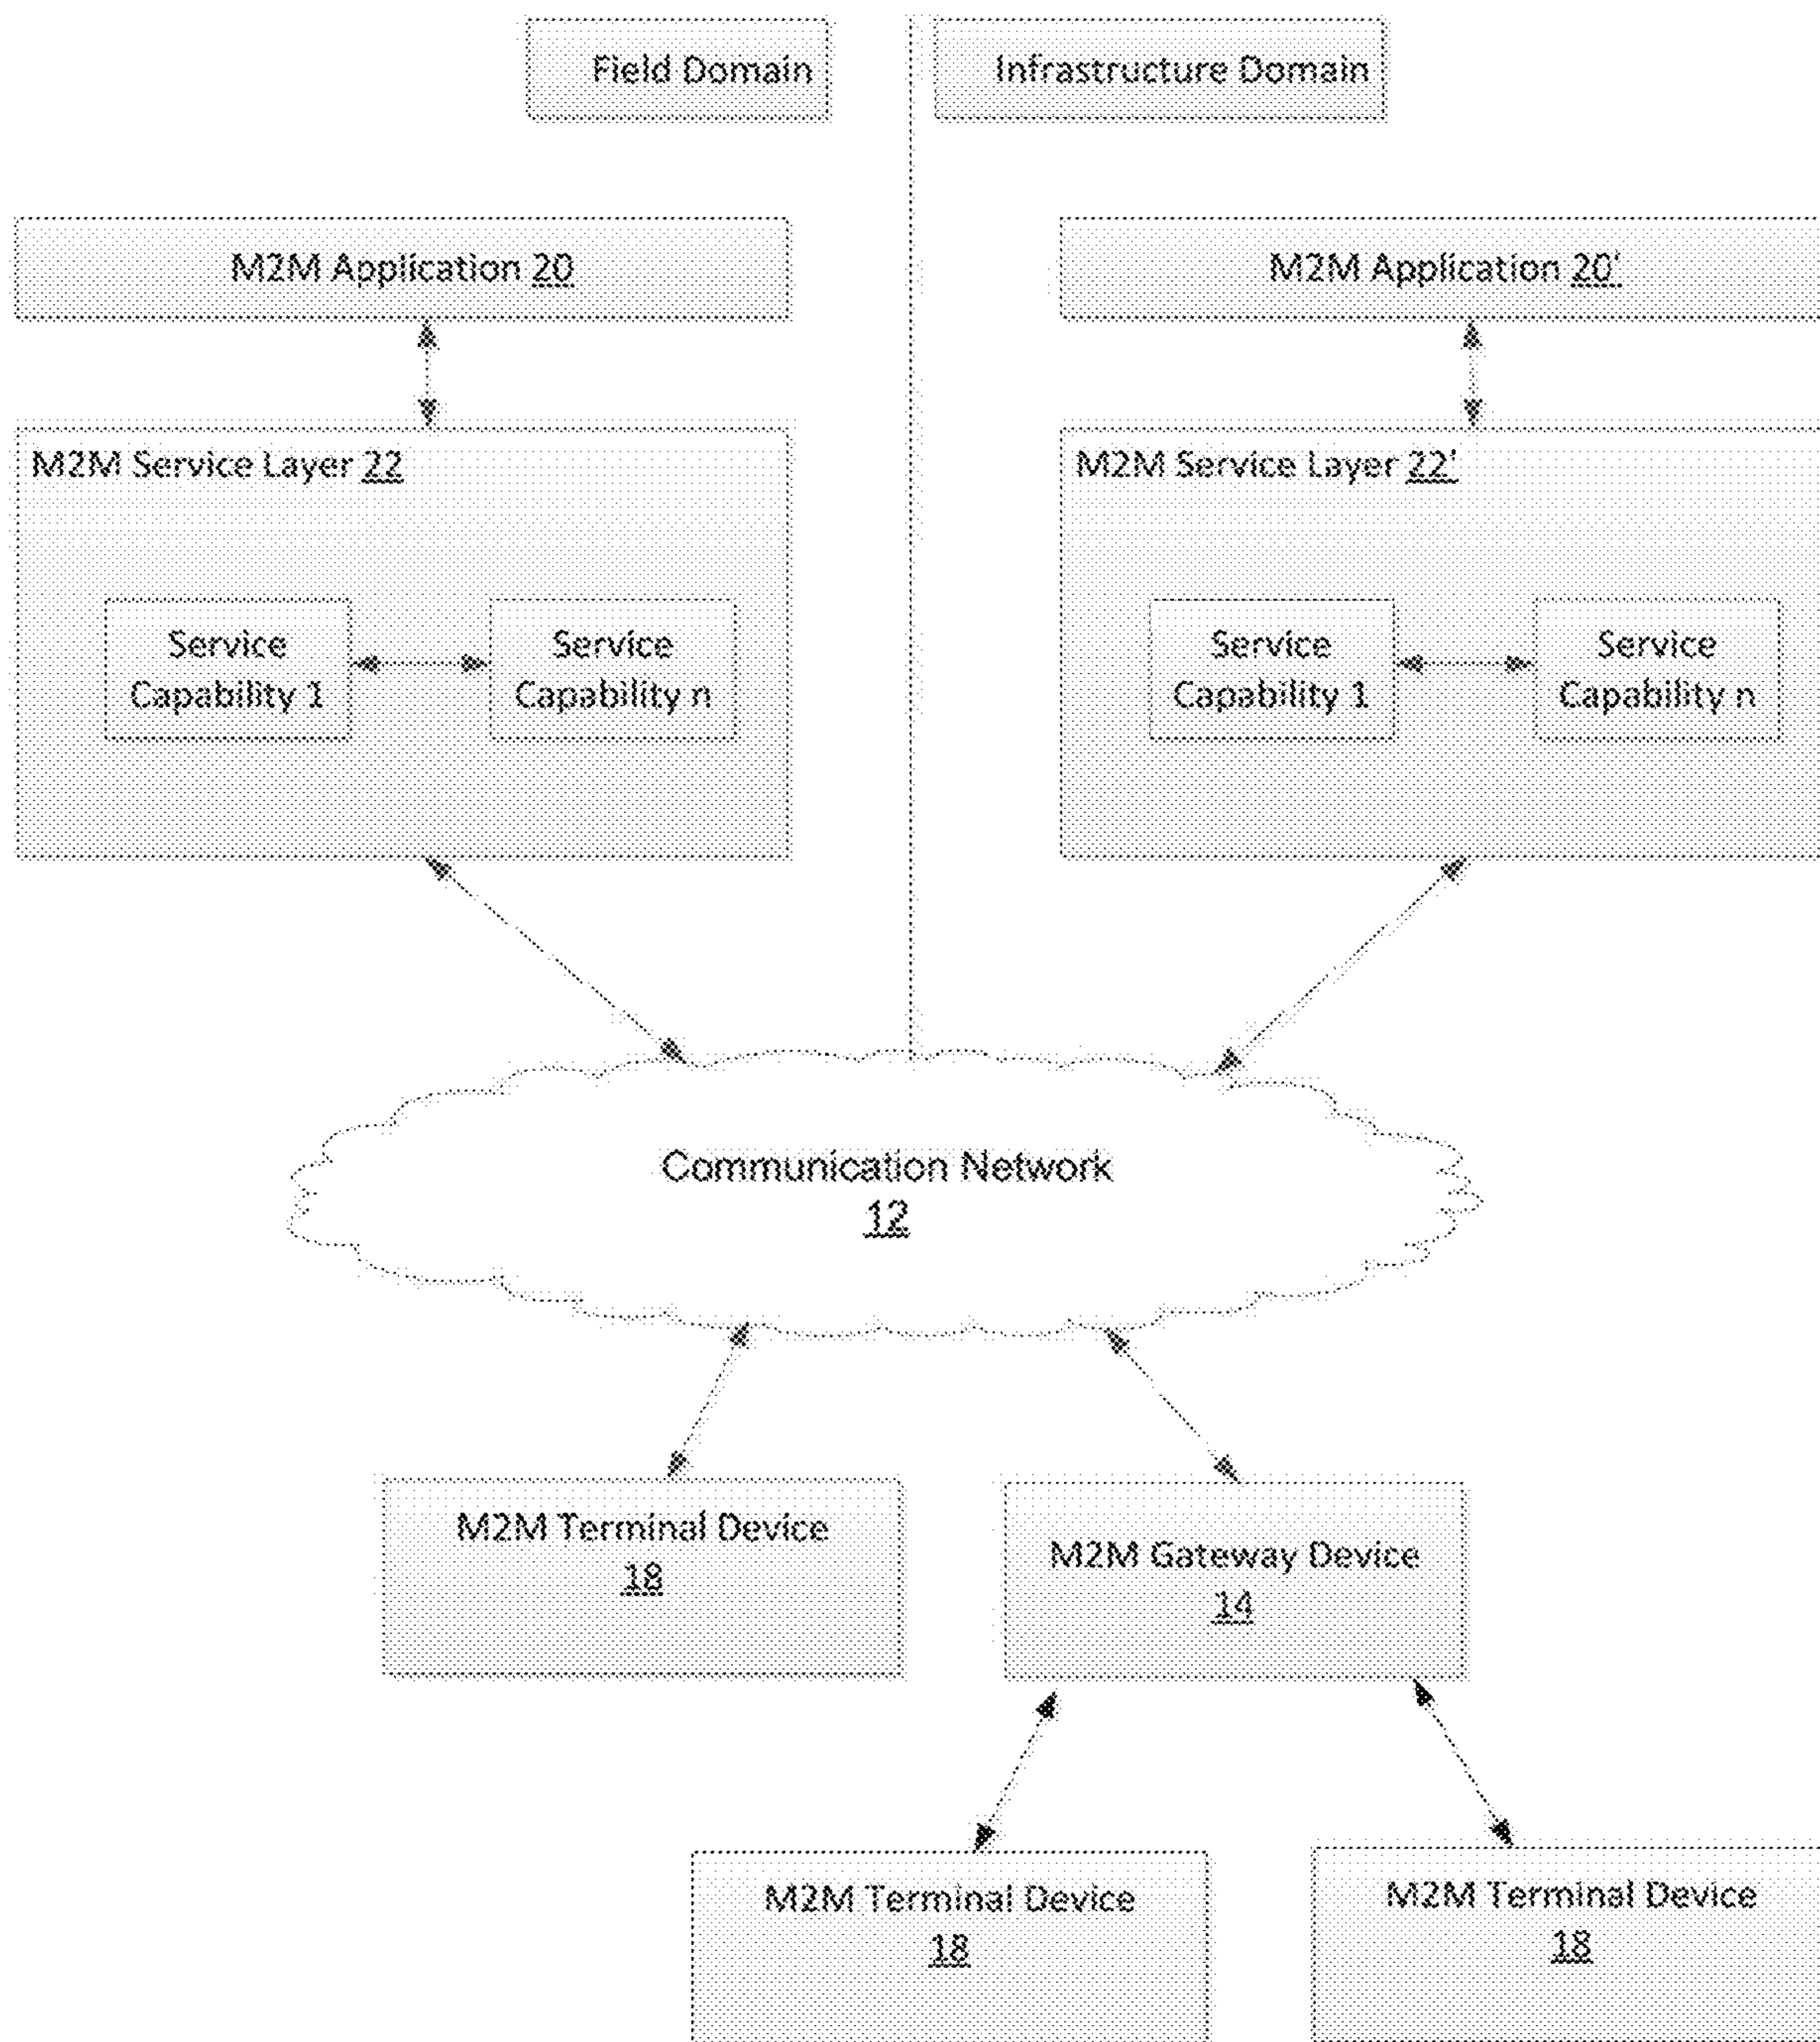 Field Domain
Infrastructure Domain
M2M Application 20
M2M Application 20'
M2M Service Layer 22
M2M Service Layer 22'
Service
Capability 1
Service
Capability n
Service
Capability 1
Service
Capability n
Communication Network
12
M2M Terminal Device
18
M2M Gateway Device
14
M2M Terminal Device
18
M2M Terminal Device
18